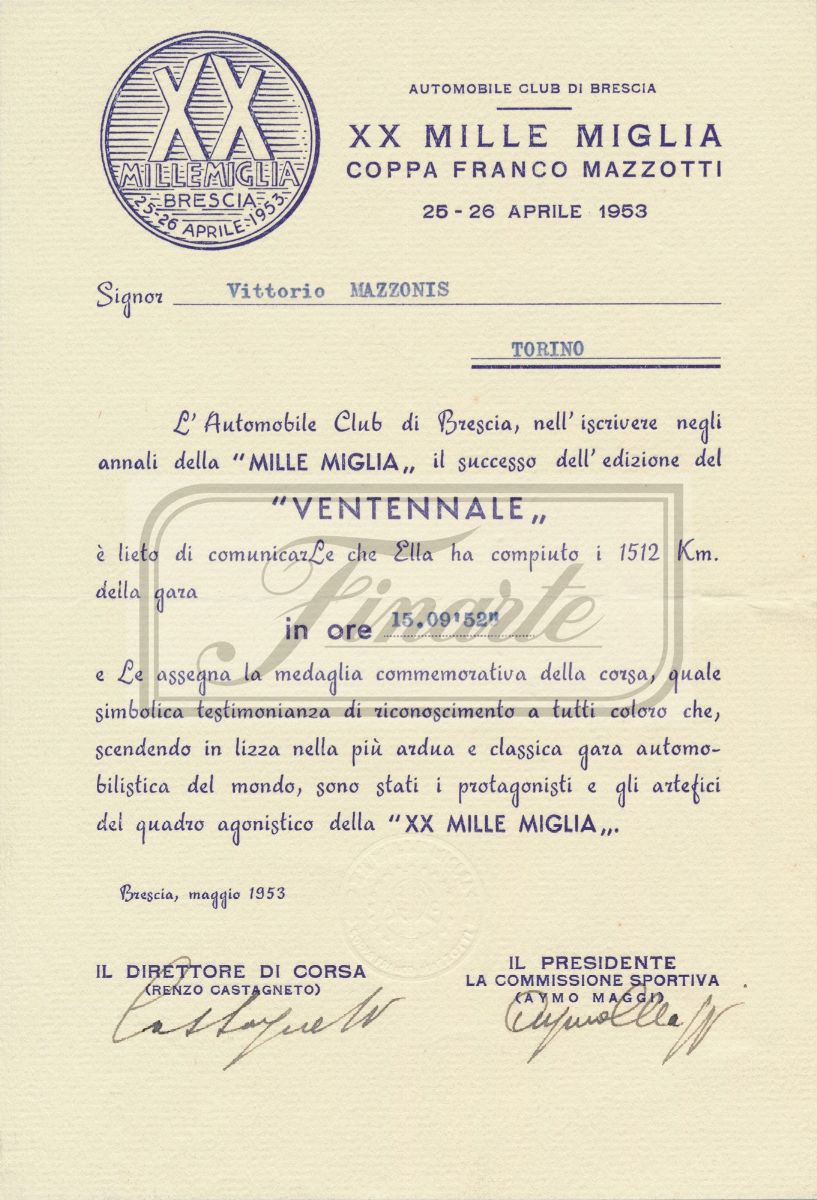 XX
MILLEMIGLIA
BRESCIA
25-26 APRILE-1953
AUTOMOBILE CLUB DI BRESCIA
XX MILLE MIGLIA
COPPA FRANCO MAZZOTTI
25 - 26 APRILE 1953
Signor Vittorio MAZZONIS
TORINO
L'Automobile Club di Brescia, nell'iscrivere negli
annali della "MILLE MIGLIA„ il successo dell'edizione del
"VENTENNALE„
è lieto di comunicarLe che Ella ha compiuto i 1512 Km.
della gara
Finarte
in ore 15.09'52"
e Le assegna la medaglia commemorativa della corsa, quale
simbolica testimonianza di riconoscimento a tutti coloro che,
scendendo in lizza nella più ardua e classica gara automo-
bilistica del mondo, sono stati i protagonisti e gli artefici
del quadro agonistico della "XX MILLE MIGLIA„.
Brescia, maggio 1953
IL DIRETTORE DI CORSA
(RENZO CASTAGNETO)
Castagneto
IL PRESIDENTE
LA COMMISSIONE SPORTIVA
(AYMO MAGGI)
Aymo Maggi